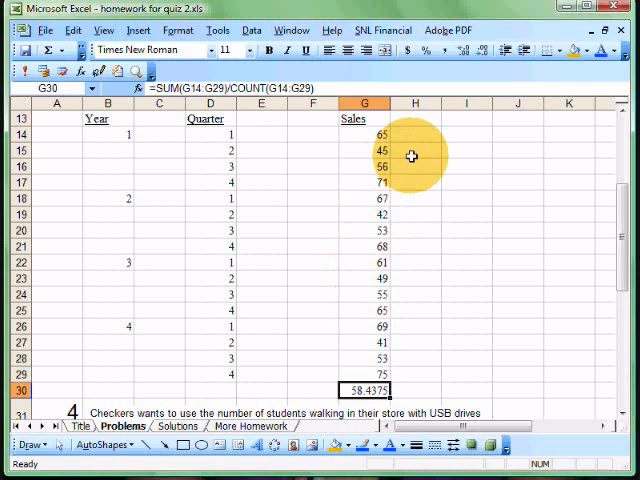 Microsoft Excel - homework for quiz 2.xls
File Edit View Insert Format Tools Data Window Help SNL Financial Adobe PDF
Σ Times New Roman 11 B I U $ %
G30 fx =SUM(G14:G29)/COUNT(G14:G29)
A B C D E F G H I J K
13 Year Quarter Sales
14 1 1 65
15 2 45
16 3 56
17 4 71
18 2 1 67
19 2 42
20 3 53
21 4 68
22 3 1 61
23 2 49
24 3 55
25 4 65
26 4 1 69
27 2 41
28 3 53
29 4 75
30 58.4375
31 4 Checkers wants to use the number of students walking in their store with USB drives
Title Problems Solutions More Homework
Draw AutoShapes
Ready NUM